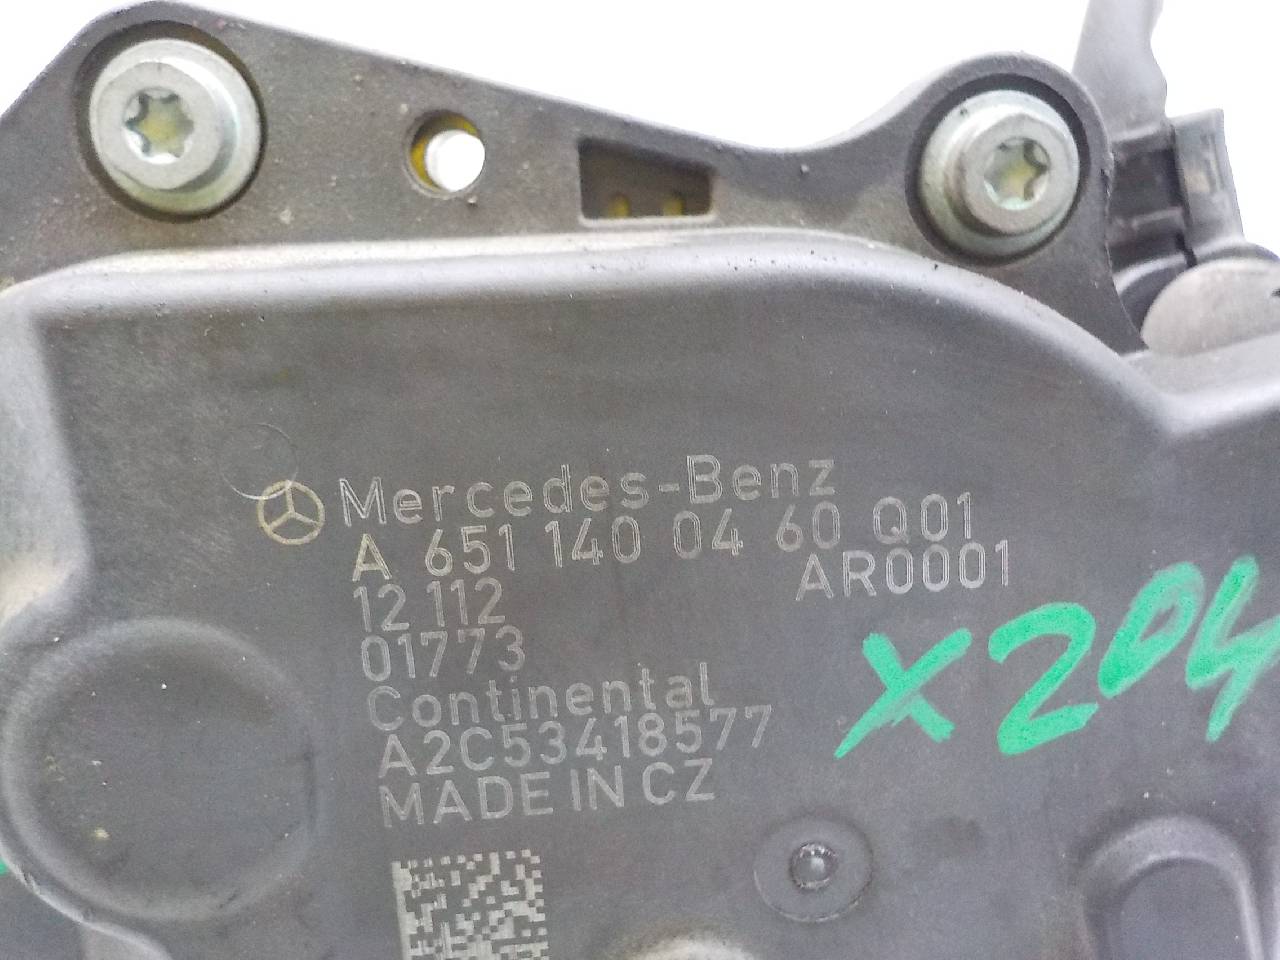 Mercedes-Benz
A 651 140 04 60 Q01
12 112 AR0001
01773
Continental
A2C53418577
MADE IN CZ
X204